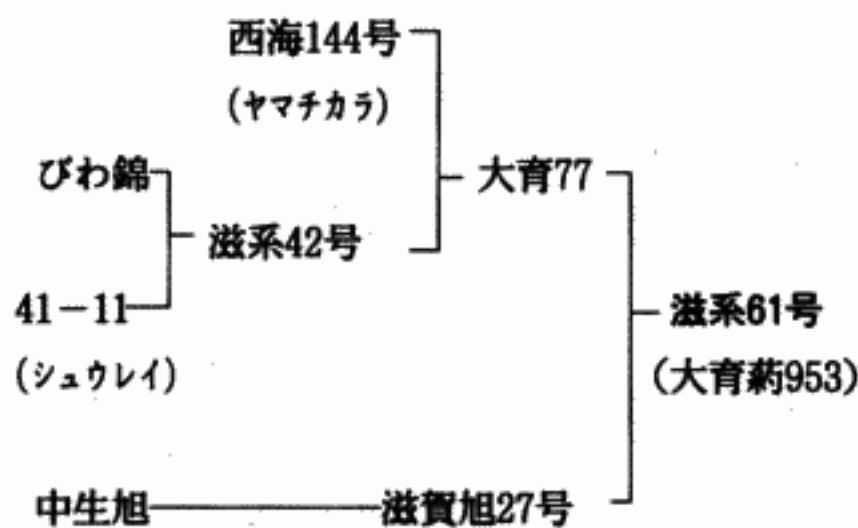 西海144号
(ヤマチカラ)
びわ錦
大育77
滋系42号
41-11
滋系61号
(シュウレイ)
(大育葯953)
中生旭
滋賀旭27号